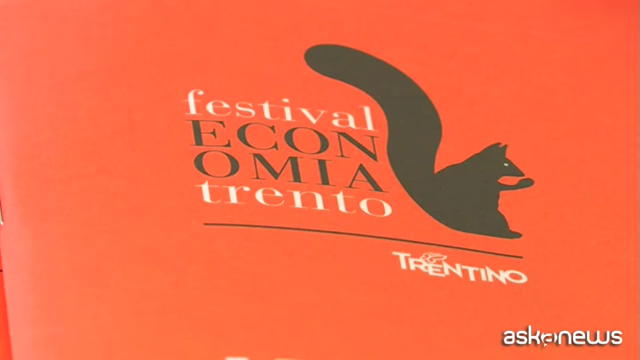 festival
ECON
OMIA
trento
TRENTINO
askanews